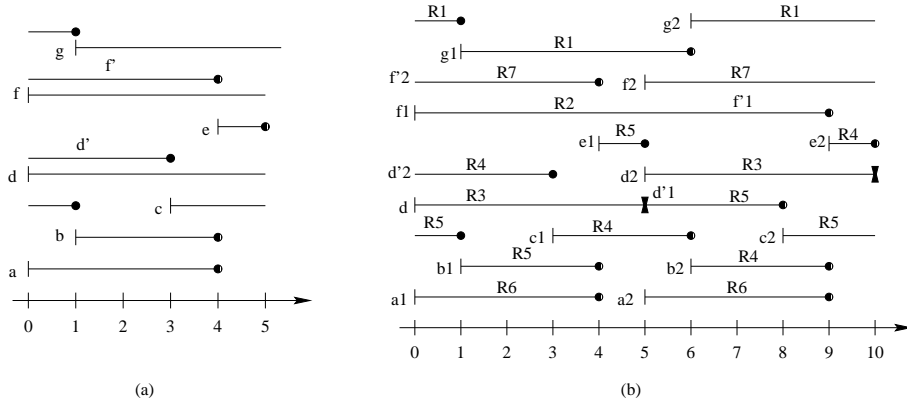 R1 g2 R1
g g1 R1
f' f'2 R7 f2 R7
f f1 R2 f'1
e e1 R5 e2 R4
d' d'2 R4 d2 R3
d d R3 d'1 R5
c R5 c1 R4 c2 R5
b b1 R5 b2 R4
a a1 R6 a2 R6
0 1 2 3 4 5 0 1 2 3 4 5 6 7 8 9 10
(a) (b)